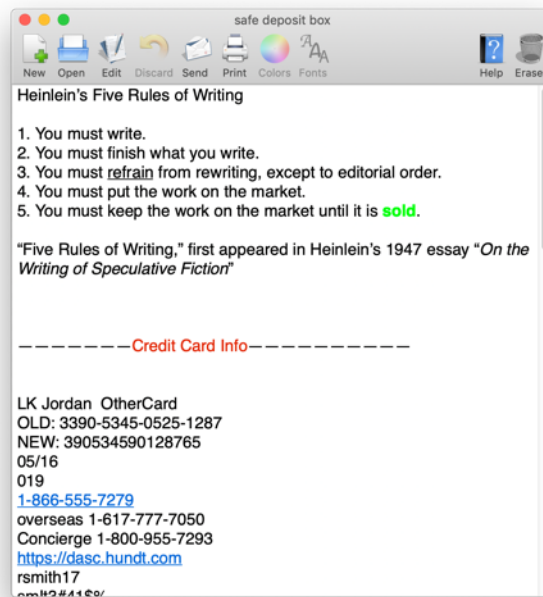 safe deposit box
New Open Edit Discard Send Print Colors Fonts Help Erase
Heinlein's Five Rules of Writing
1. You must write.
2. You must finish what you write.
3. You must refrain from rewriting, except to editorial order.
4. You must put the work on the market.
5. You must keep the work on the market until it is sold.
“Five Rules of Writing,” first appeared in Heinlein's 1947 essay “On the
Writing of Speculative Fiction”
———————Credit Card Info——————————
LK Jordan  OtherCard
OLD: 3390-5345-0525-1287
NEW: 390534590128765
05/16
019
1-866-555-7279
overseas 1-617-777-7050
Concierge 1-800-955-7293
https://dasc.hundt.com
rsmith17